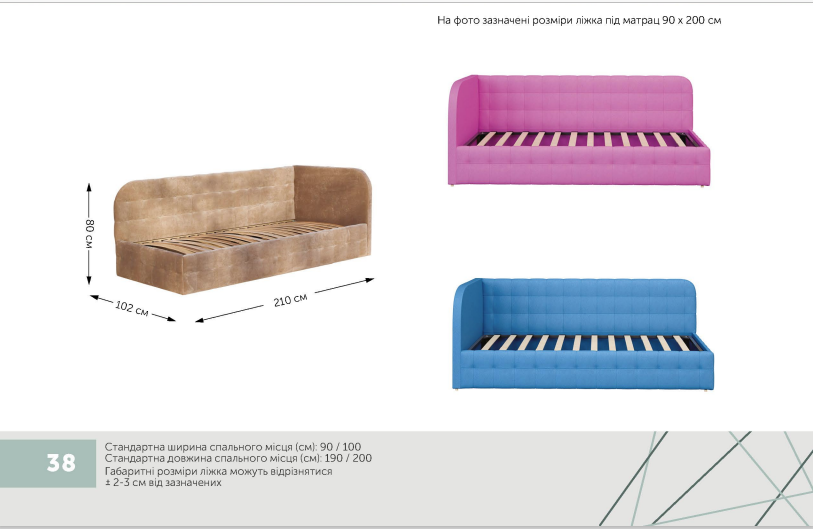 На фото зазначені розміри ліжка під матрац 90 х 200 см
80 см
102 см
210 см
38
Стандартна ширина спального місця (см): 90 / 100
Стандартна довжина спального місця (см): 190 / 200
Габаритні розміри ліжка можуть відрізнятися
± 2-3 см від зазначених